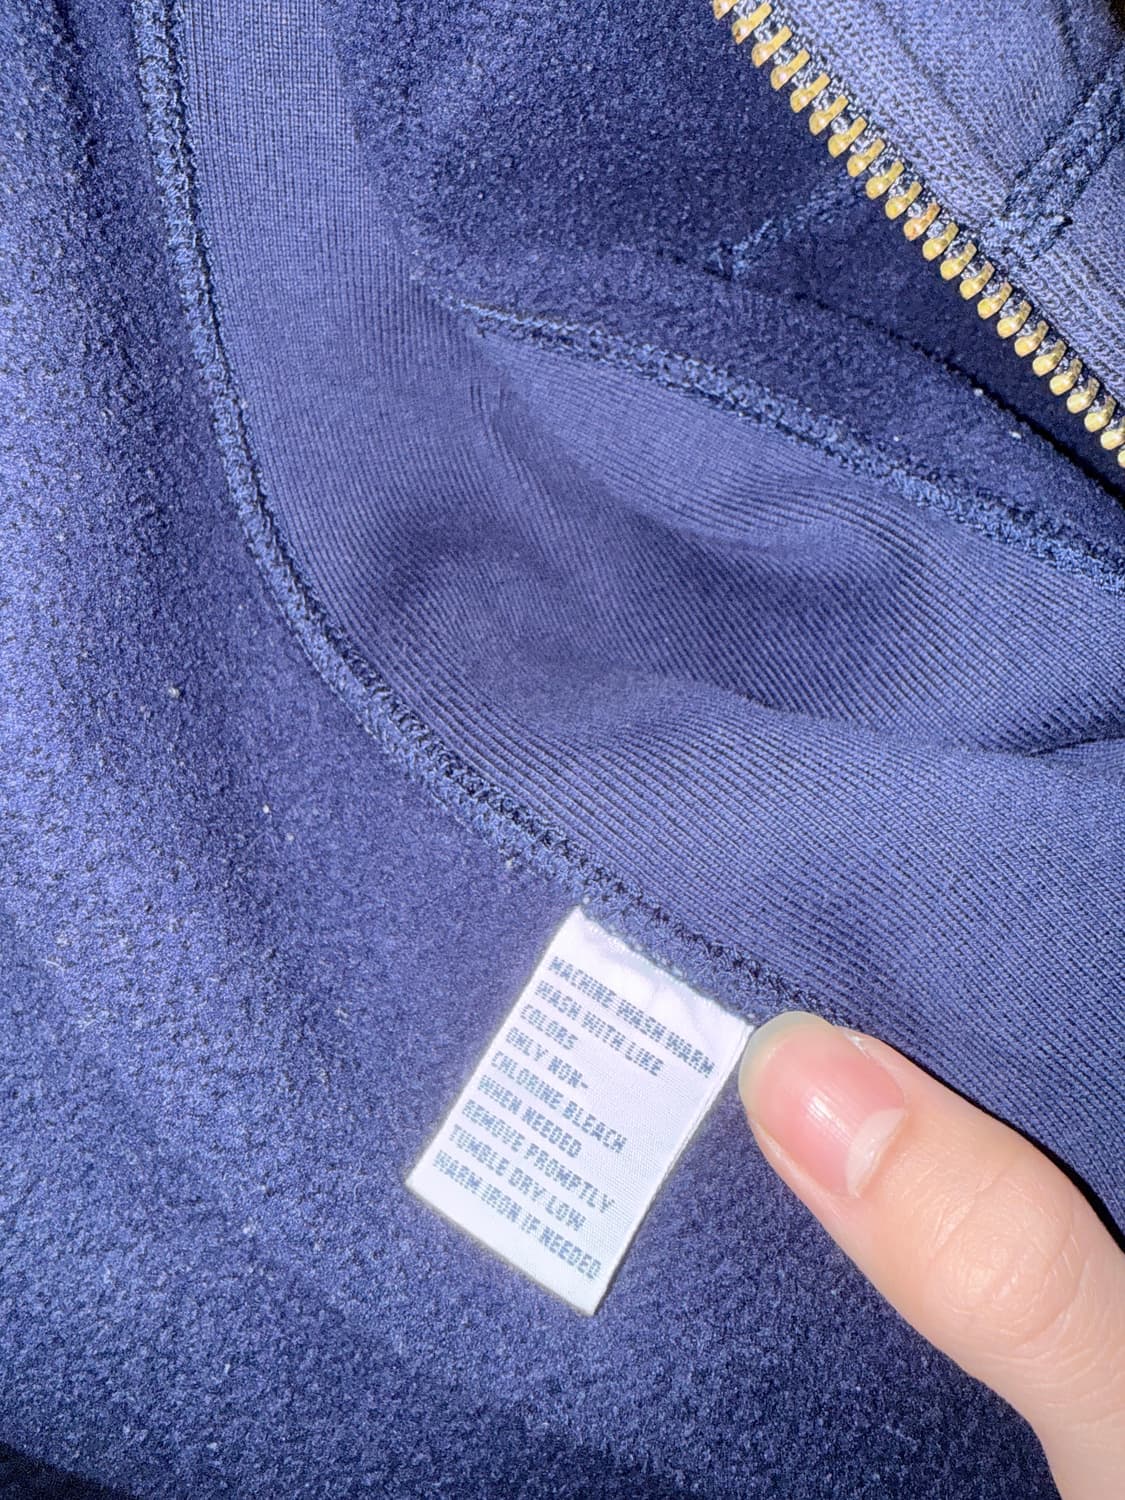 MACHINE WASH WARM
WASH WITH LIKE
COLORS
ONLY NON-
CHLORINE BLEACH
WHEN NEEDED
REMOVE PROMPTLY
TUMBLE DRY LOW
WARM IRON IF NEEDED